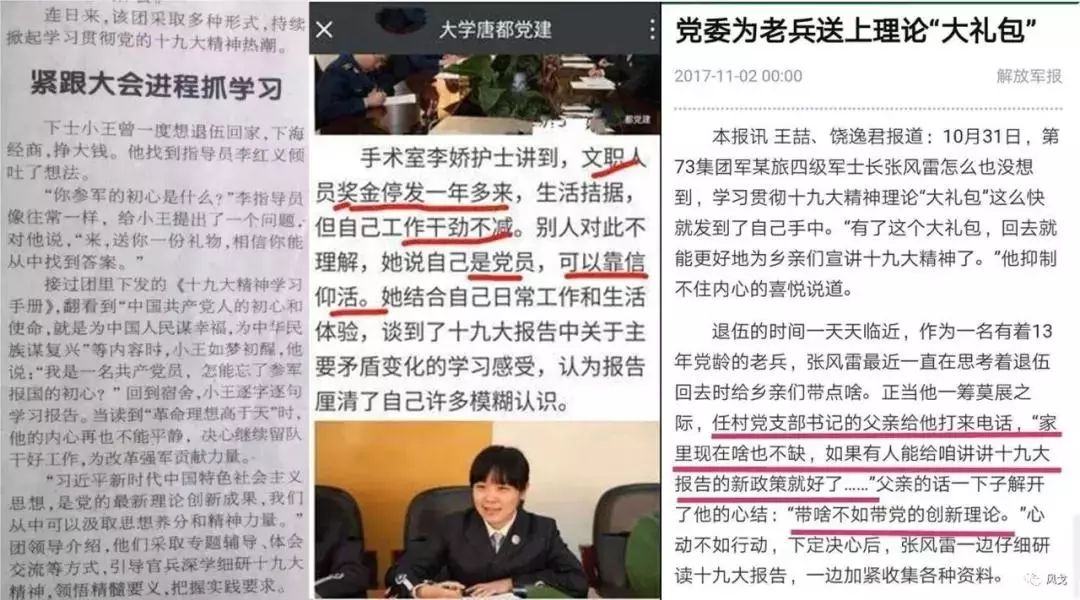 连日来，该团采取多种形式，持续
掀起学习贯彻党的十九大精神热潮。
紧跟大会进程抓学习
下士小王曾一度想退伍回家，下海
经商，挣大钱。他找到指导员李红义倾
吐了想法。
“你参军的初心是什么？”李指导员
像往常一样，给小王提出了一个问题，
对他说，“来，送你一份礼物，相信你能
从中找到答案。”
接过团里下发的《十九大精神学习
手册》，翻看到“中国共产党人的初心和
使命，就是为中国人民谋幸福，为中华民
族谋复兴”等内容时，小王如梦初醒，他
说；“我是一名共产党员，怎能忘了参军
报国的初心？”回到宿舍，小王逐字逐句
学习报告。当读到“革命理想高于天”时，
他的内心再也不能平静，决心继续留队
干好工作，为改革强军贡献力量。
“习近平新时代中国特色社会主义
思想，是党的最新理论创新成果，我们
从中可以汲取思想养分和精神力量。”
团领导介绍，他们采取专题辅导、体会
交流等方式，引导官兵深学细研十九大
精神，领悟精髓要义，把握实践要求。
大学唐都党建
都党建
手术室李娇护士讲到，文职人
员奖金停发一年多来，生活拮据，
但自己工作干劲不减。别人对此不
理解，她说自己是党员，可以靠信
仰活。她结合自己日常工作和生活
体验，谈到了十九大报告中关于主
要矛盾变化的学习感受，认为报告
厘清了自己许多模糊认识。
党委为老兵送上理论“大礼包”
2017-11-02 00:00 解放军报
本报讯 王喆、饶逸君报道：10月31日，第
73集团军某旅四级军士长张风雷怎么也没想
到，学习贯彻十九大精神理论“大礼包”这么快
就发到了自己手中。“有了这个大礼包，回去就
能更好地为乡亲们宣讲十九大精神了。”他抑制
不住内心的喜悦说道。
退伍的时间一天天临近，作为一名有着13
年党龄的老兵，张风雷最近一直在思考着退伍
回去时给乡亲们带点啥。正当他一筹莫展之
际，任村党支部书记的父亲给他打来电话，“家
里现在啥也不缺，如果有人能给咱讲讲十九大
报告的新政策就好了……”父亲的话一下子解开
了他的心结：“带啥不如带党的创新理论。”心
动不如行动，下定决心后，张风雷一边仔细研
读十九大报告，一边加紧收集各种资料。
风戈